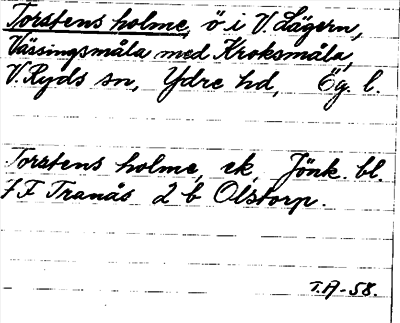 Torstens holme, ö i V. Lägern,
Vässingsmåla med Kroksmåla,
V. Ryds sn, Ydre hd, Ög. l.
Torstens holme, ek, Jönk. bl.
7 F Tranås 2 b Olstorp.
T.A-58.